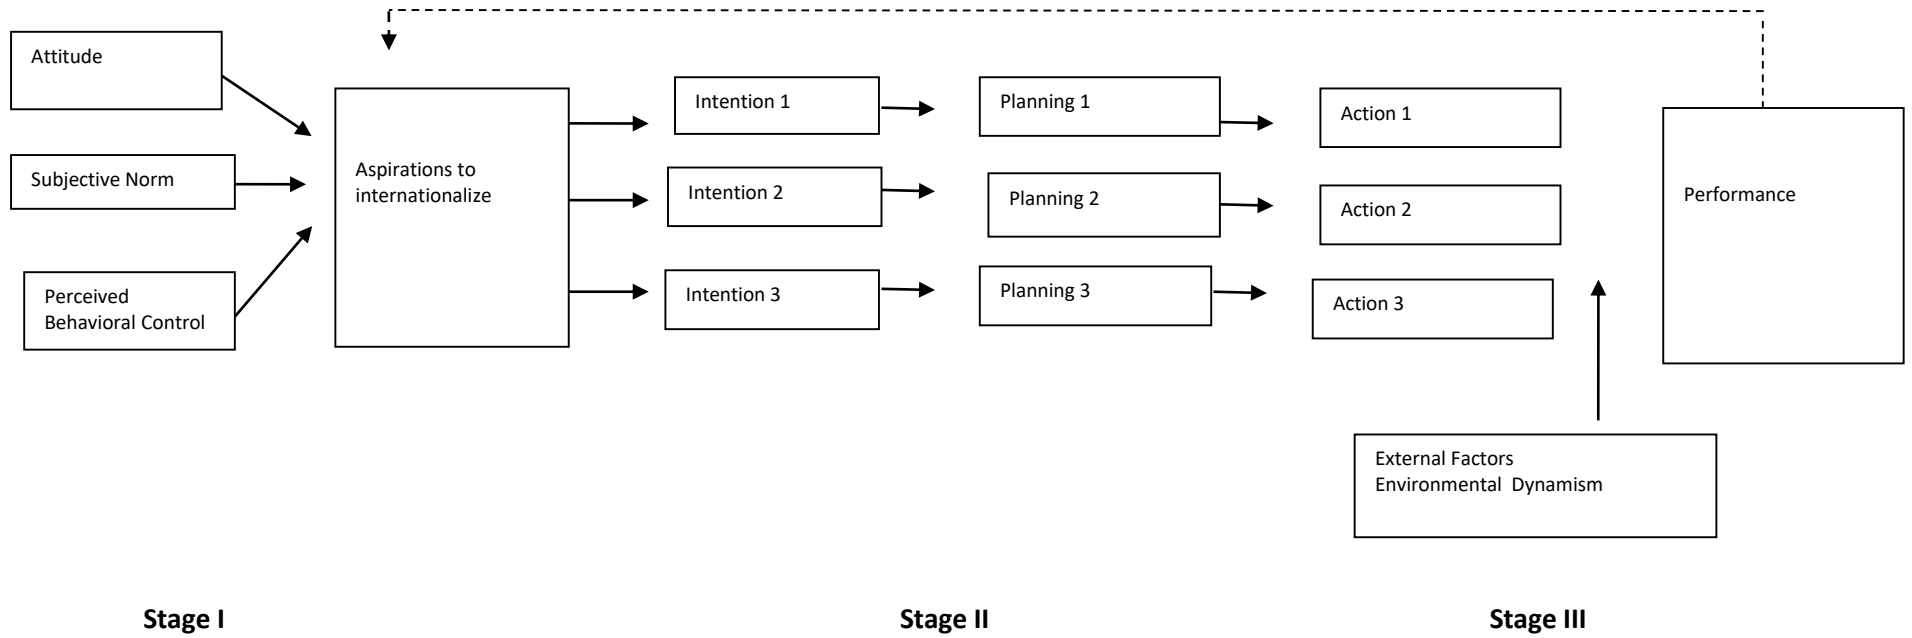 Attitude
Subjective Norm
Perceived
Behavioral Control
Aspirations to
internationalize
Intention 1
Intention 2
Intention 3
Planning 1
Planning 2
Planning 3
Action 1
Action 2
Action 3
Performance
External Factors
Environmental  Dynamism
Stage I
Stage II
Stage III